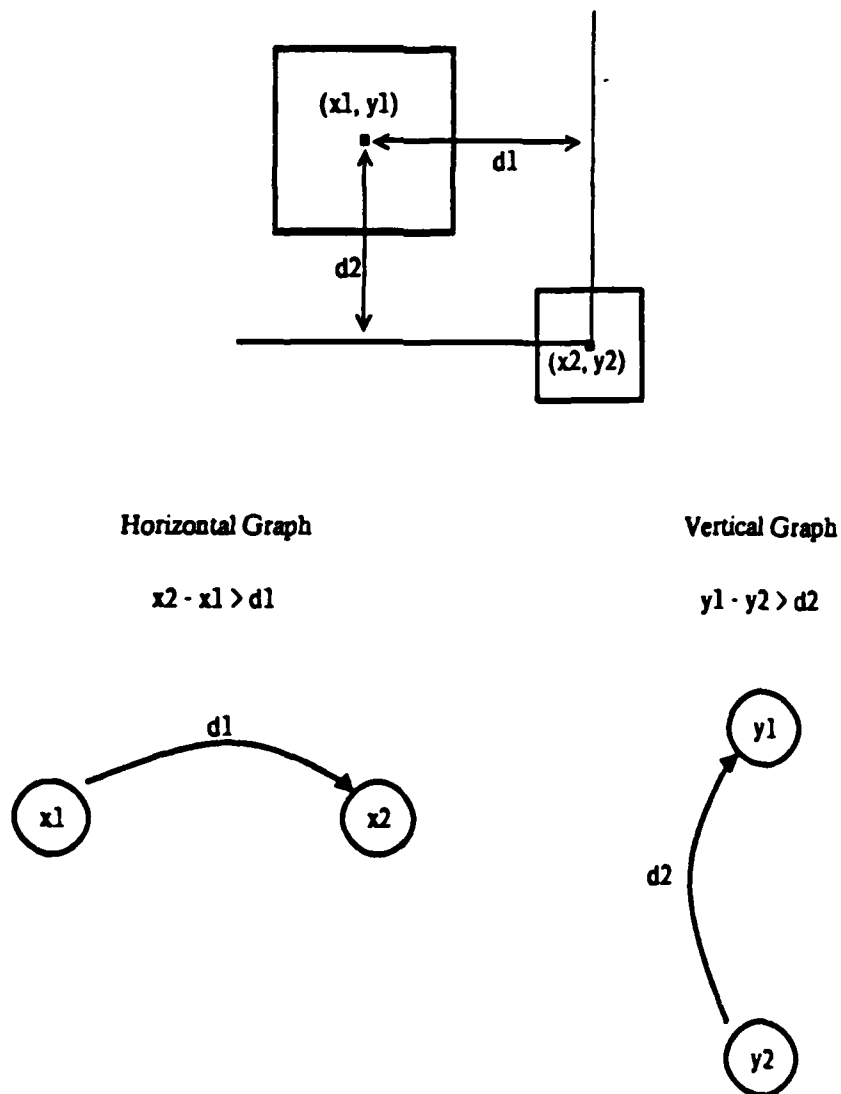 (x1, y1)
d1
d2
(x2, y2)
Horizontal Graph
Vertical Graph
x2 - x1 > d1
y1 - y2 > d2
d1
x1
x2
y1
d2
y2